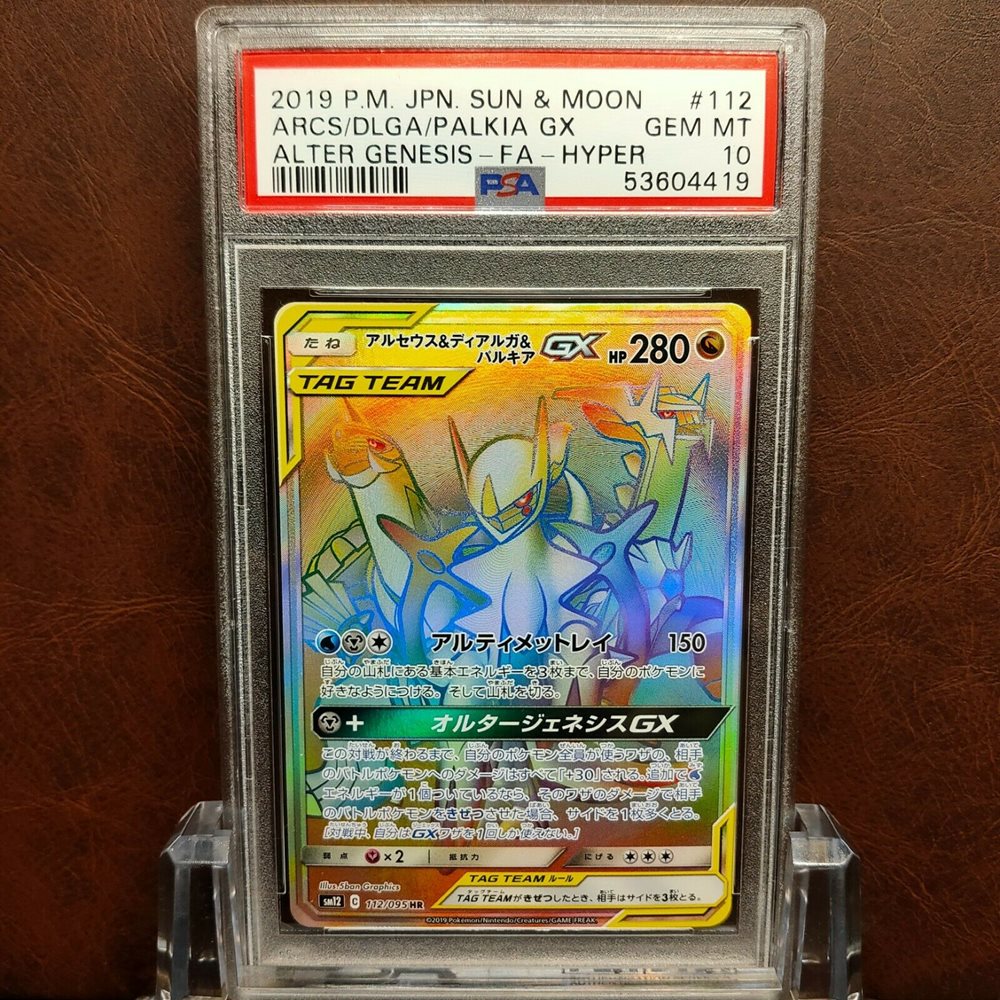 2019 P.M. JPN. SUN & MOON #112
ARCS/DLGA/PALKIA GX GEM MT
ALTER GENESIS-FA-HYPER 10
PSA 53604419
たね アルセウス&ディアルガ&
パルキア GX HP 280
TAG TEAM
アルティメットレイ 150
自分の山札にある基本エネルギーを3枚まで、自分のポケモンに
好きなようにつける。そして山札を切る。
+ オルタージェネシスGX
この対戦が終わるまで、自分のポケモン全員が使うワザの、相手
のバトルポケモンへのダメージはすべて「+30」される。追加で
エネルギーが1個ついているなら、そのワザのダメージで相手
のバトルポケモンをきぜつさせた場合、サイドを1枚多くとる。
[対戦中、自分はGXワザを1回しか使えない。]
弱点 ×2 抵抗力 にげる
TAG TEAM ルール
Illus. 5ban Graphics
TAG TEAMがきぜつしたとき、相手はサイドを3枚とる。
sm12 C 112/095 HR
©2019 Pokémon/Nintendo/Creatures/GAME FREAK.